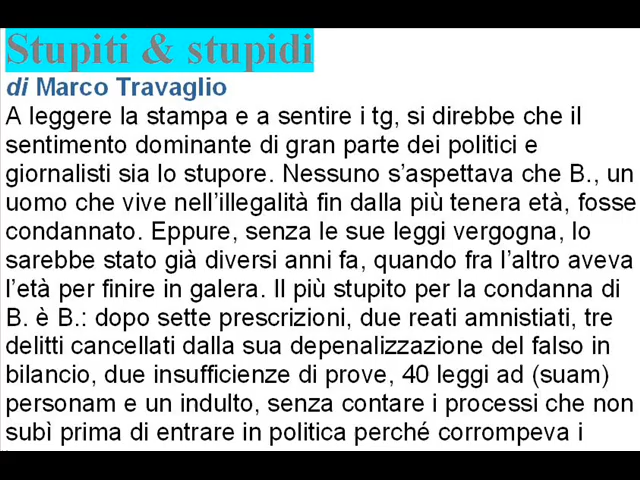 Stupiti & stupidi
di Marco Travaglio
A leggere la stampa e a sentire i tg, si direbbe che il
sentimento dominante di gran parte dei politici e
giornalisti sia lo stupore. Nessuno s’aspettava che B., un
uomo che vive nell’illegalità fin dalla più tenera età, fosse
condannato. Eppure, senza le sue leggi vergogna, lo
sarebbe stato già diversi anni fa, quando fra l’altro aveva
l’età per finire in galera. Il più stupito per la condanna di
B. è B.: dopo sette prescrizioni, due reati amnistiati, tre
delitti cancellati dalla sua depenalizzazione del falso in
bilancio, due insufficienze di prove, 40 leggi ad (suam)
personam e un indulto, senza contare i processi che non
subì prima di entrare in politica perché corrompeva i